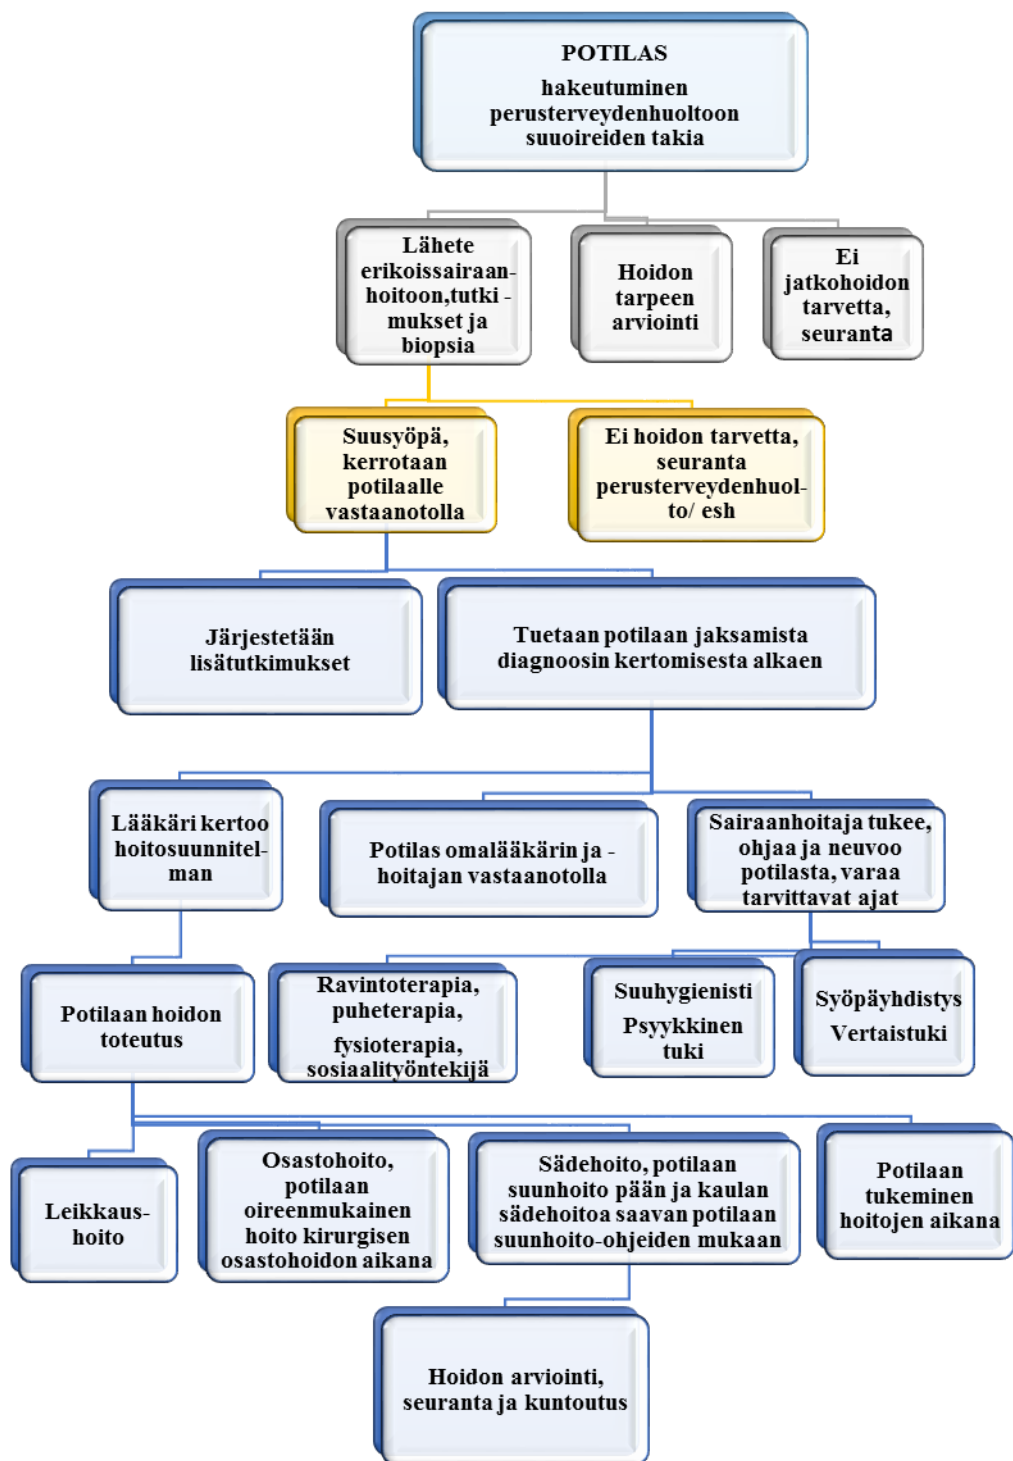 POTILAS
hakeutuminen
perusterveydenhuoltoon
suuoireiden takia
Lähete
erikoissairaan-
hoitoon,tutki -
mukset ja
biopsia
Hoidon
tarpeen
arviointi
Ei
jatkohoidon
tarvetta,
seuranta
Suusyöpä,
kerrotaan
potilaalle
vastaanotolla
Ei hoidon tarvetta,
seuranta
perusterveydenhuol-
to/ esh
Järjestetään
lisätutkimukset
Tuetaan potilaan jaksamista
diagnoosin kertomisesta alkaen
Lääkäri kertoo
hoitosuunnitel-
man
Potilas omalääkärin ja -
hoitajan vastaanotolla
Sairaanhoitaja tukee,
ohjaa ja neuvoo
potilasta, varaa
tarvittavat ajat
Potilaan hoidon
toteutus
Ravintoterapia,
puheterapia,
fysioterapia,
sosiaalityöntekijä
Suuhygienisti
Psyykkinen
tuki
Syöpäyhdistys
Vertaistuki
Leikkaus-
hoito
Osastohoito,
potilaan
oireenmukainen
hoito kirurgisen
osastohoidon aikana
Sädehoito, potilaan
suunhoito pään ja kaulan
sädehoitoa saavan potilaan
suunhoito-ohjeiden mukaan
Potilaan
tukeminen
hoitojen aikana
Hoidon arviointi,
seuranta ja kuntoutus